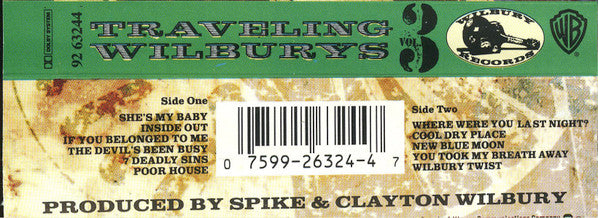 DOLBY SYSTEM
92 63244
TRAVELING
WILBURYS
VOL.
3
WILBURY
RECORDS
WB
Side One
SHE'S MY BABY
INSIDE OUT
IF YOU BELONGED TO ME
THE DEVIL'S BEEN BUSY
7 DEADLY SINS
POOR HOUSE
0 7599-26324-4 7
Side Two
WHERE WERE YOU LAST NIGHT?
COOL DRY PLACE
NEW BLUE MOON
YOU TOOK MY BREATH AWAY
WILBURY TWIST
PRODUCED BY SPIKE & CLAYTON WILBURY